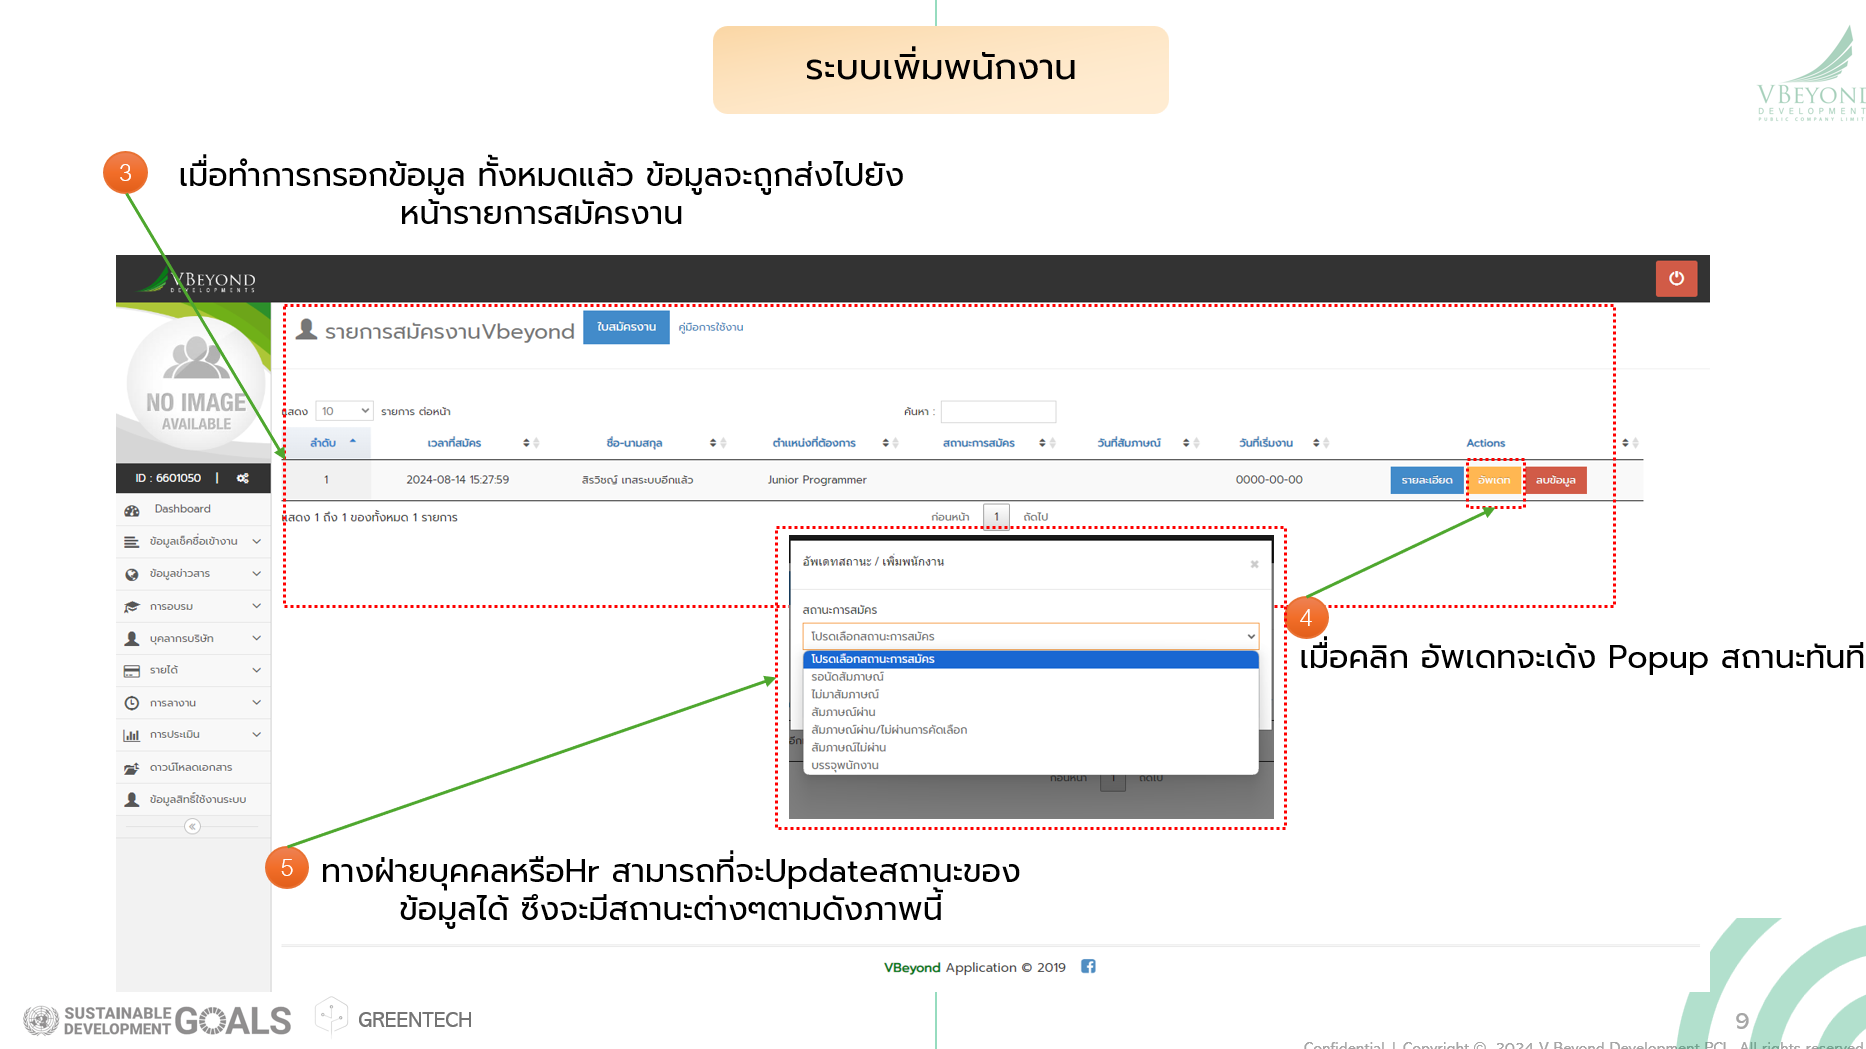 ระบบเพิ่มพนักงาน
VBEYOND
DEVELOPMENT
PUBLIC COMPANY LIMIT
3
เมื่อทำการกรอกข้อมูล ทั้งหมดแล้ว ข้อมูลจะถูกส่งไปยัง
หน้ารายการสมัครงาน
VBEYOND
DEVELOPMENTS
รายการสมัครงานVbeyond ใบสมัครงาน คู่มือการใช้งาน
NO IMAGE
AVAILABLE
แสดง 10 รายการ ต่อหน้า ค้นหา :
ลำดับ เวลาที่สมัคร ชื่อ-นามสกุล ตำแหน่งที่ต้องการ สถานะการสมัคร วันที่สัมภาษณ์ วันที่เริ่มงาน Actions
1 2024-08-14 15:27:59 สิรวิชญ์ เทสระบบอีกแล้ว Junior Programmer 0000-00-00 รายละเอียด อัพเดท ลบข้อมูล
แสดง 1 ถึง 1 ของทั้งหมด 1 รายการ ก่อนหน้า 1 ถัดไป
ID : 6601050 |
Dashboard
ข้อมูลเช็คชื่อเข้างาน
ข้อมูลข่าวสาร
การอบรม
บุคลากรบริษัท
รายได้
การลางาน
การประเมิน
ดาวน์โหลดเอกสาร
ข้อมูลสิทธิ์ใช้งานระบบ
อัพเดทสถานะ / เพิ่มพนักงาน ×
สถานะการสมัคร
โปรดเลือกสถานะการสมัคร
โปรดเลือกสถานะการสมัคร
รอนัดสัมภาษณ์
ไม่มาสัมภาษณ์
สัมภาษณ์ผ่าน
สัมภาษณ์ผ่าน/ไม่ผ่านการคัดเลือก
สัมภาษณ์ไม่ผ่าน
บรรจุพนักงาน
ก่อนหน้า 1 ถัดไป
4
เมื่อคลิก อัพเดทจะเด้ง Popup สถานะทันที
5
ทางฝ่ายบุคคลหรือHr สามารถที่จะUpdateสถานะของ
ข้อมูลได้ ซึงจะมีสถานะต่างๆตามดังภาพนี้
VBeyond Application © 2019
SUSTAINABLE
DEVELOPMENT GOALS
GREENTECH
9
Confidential | Copyright © 2024 V Beyond Development PCL. All rights reserved